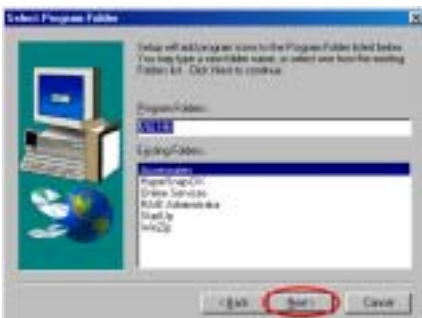 Select Program Folder
Setup will add program icons to the Program Folder listed below.
You may type a new folder name, or select one from the existing
Folders list. Click Next to continue.
Program Folders:
Existing Folders:
Accessories
HyperSnap-DX
Online Services
RAID Administrator
StartUp
WinZip
< Back
Next >
Cancel